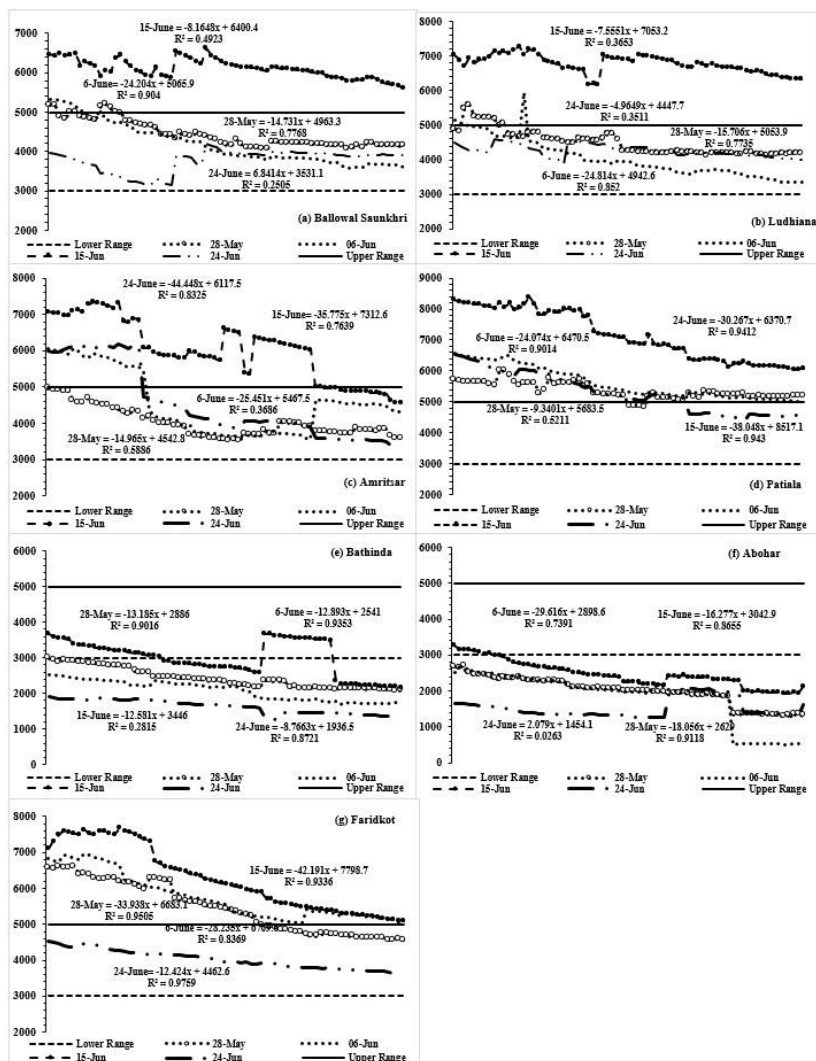 15-June = -8.1648x + 6400.4
R² = 0.4923
6-June = -24.204x + 5065.9
R² = 0.904
28-May = -14.731x + 4963.3
R² = 0.7768
24-June = 6.8414x + 3531.1
R² = 0.2505
7000
6000
5000
4000
3000
2000
(a) Ballowal Saunkhri
Lower Range 28-May 06-Jun
15-Jun 24-Jun Upper Range
15-June = -7.5551x + 7053.2
R² = 0.3653
24-June = -4.9649x + 4447.7
R² = 0.3511
28-May = -15.706x + 5053.9
R² = 0.7735
6-June = -24.814x + 4942.6
R² = 0.852
8000
7000
6000
5000
4000
3000
2000
(b) Ludhiana
Lower Range 28-May 06-Jun
15-Jun 24-Jun Upper Range
24-June = -44.448x + 6117.5
R² = 0.8325
15-June = -35.775x + 7312.6
R² = 0.7639
6-June = -25.451x + 5467.5
R² = 0.3686
28-May = -14.965x + 4542.8
R² = 0.5886
8000
7000
6000
5000
4000
3000
2000
(c) Amritsar
Lower Range 28-May 06-Jun
15-Jun 24-Jun Upper Range
24-June = -30.267x + 6370.7
R² = 0.9412
6-June = -24.074x + 6470.5
R² = 0.9014
28-May = -9.3401x + 5683.5
R² = 0.5211
15-June = -38.048x + 8517.1
R² = 0.943
9000
8000
7000
6000
5000
4000
3000
2000
(d) Patiala
Lower Range 28-May 06-Jun
15-Jun 24-Jun Upper Range
(e) Bathinda
6000
5000
4000
3000
2000
1000
0
28-May = -13.185x + 2886
R² = 0.9016
6-June = -12.893x + 2541
R² = 0.9353
15-June = -12.581x + 3446
R² = 0.2815
24-June = -8.7663x + 1936.5
R² = 0.8721
Lower Range 28-May 06-Jun
15-Jun 24-Jun Upper Range
(f) Abohar
6000
5000
4000
3000
2000
1000
0
6-June = -29.616x + 2898.6
R² = 0.7391
15-June = -16.277x + 3042.9
R² = 0.8655
24-June = 2.079x + 1454.1
R² = 0.0263
28-May = -18.056x +
R² = 0.9118
Lower Range 28-May 06-Jun
15-Jun 24-Jun Upper Range
(g) Faridkot
8000
7000
6000
5000
4000
3000
2000
15-June = -42.191x + 7798.7
R² = 0.9336
28-May = -33.938x + 6683.1
R² = 0.9505
6-June = -28.235x +
R² = 0.8369
24-June= -12.424x + 4462.6
R² = 0.9759
Lower Range 28-May 06-Jun
15-Jun 24-Jun Upper Range